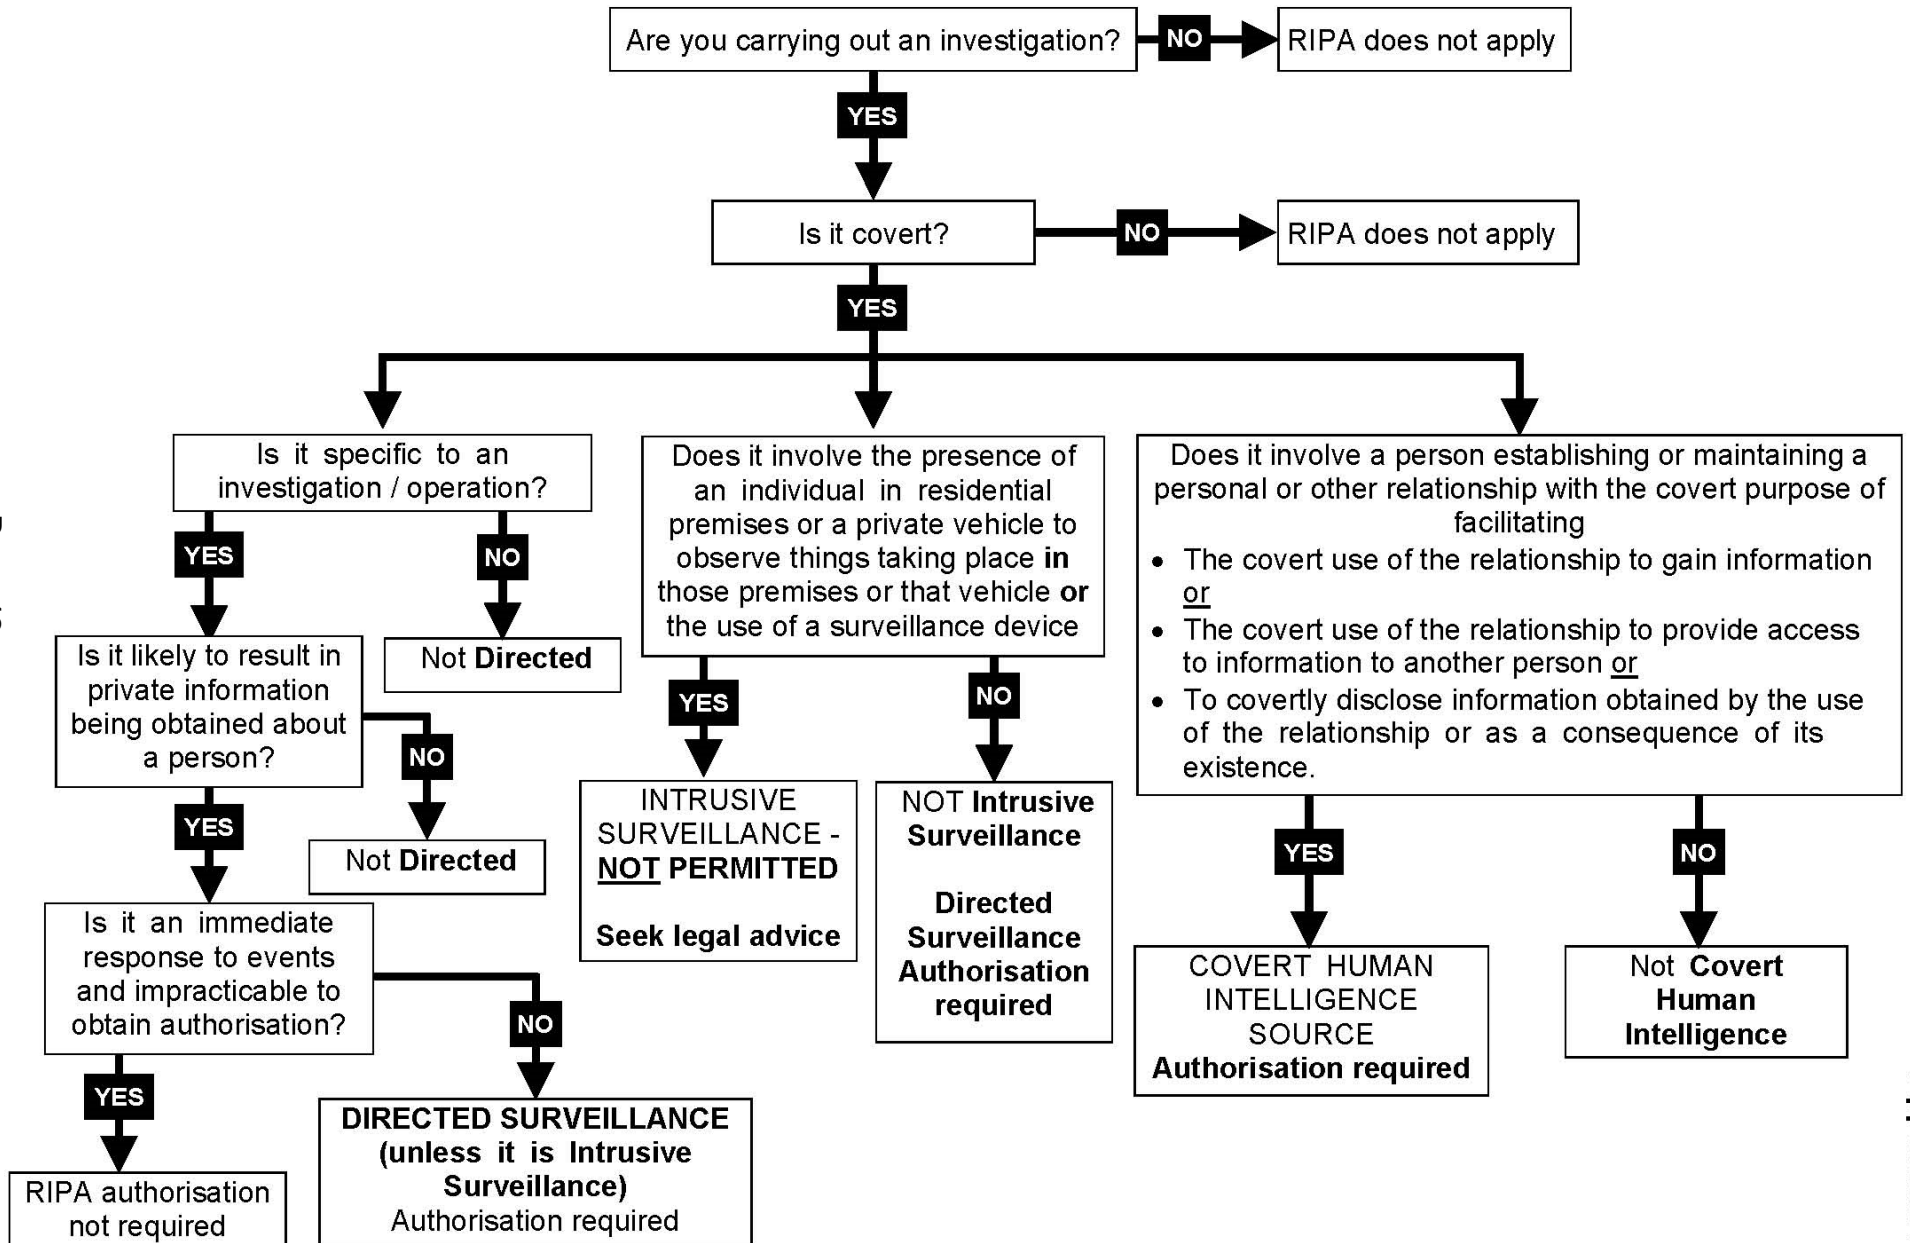 Are you carrying out an investigation?
NO
RIPA does not apply
YES
Is it covert?
NO
RIPA does not apply
YES
Is it specific to an
investigation / operation?
YES
NO
Not Directed
Is it likely to result in
private information
being obtained about
a person?
NO
Not Directed
YES
Is it an immediate
response to events
and impracticable to
obtain authorisation?
YES
RIPA authorisation
not required
NO
DIRECTED SURVEILLANCE
(unless it is Intrusive
Surveillance)
Authorisation required
Does it involve the presence of
an individual in residential
premises or a private vehicle to
observe things taking place in
those premises or that vehicle or
the use of a surveillance device
YES
INTRUSIVE
SURVEILLANCE -
NOT PERMITTED
Seek legal advice
NO
NOT Intrusive
Surveillance
Directed
Surveillance
Authorisation
required
Does it involve a person establishing or maintaining a
personal or other relationship with the covert purpose of
facilitating
• The covert use of the relationship to gain information
or
• The covert use of the relationship to provide access
to information to another person or
• To covertly disclose information obtained by the use
of the relationship or as a consequence of its
existence.
YES
COVERT HUMAN
INTELLIGENCE
SOURCE
Authorisation required
NO
Not Covert
Human
Intelligence